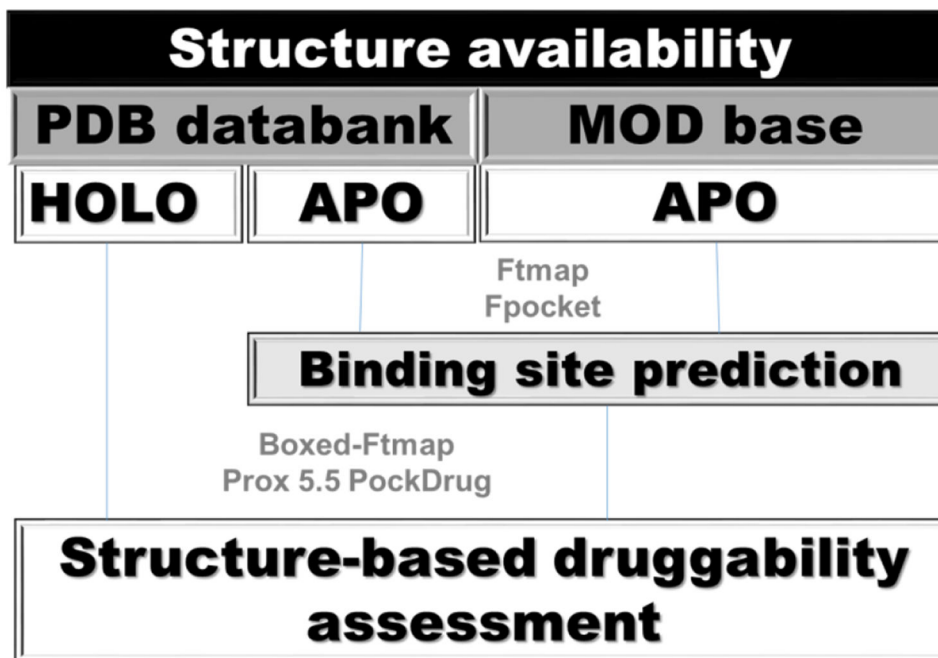 Structure availability
PDB databank
MOD base
HOLO
APO
APO
Ftmap
Fpocket
Binding site prediction
Boxed-Ftmap
Prox 5.5 PockDrug
Structure-based druggability
assessment